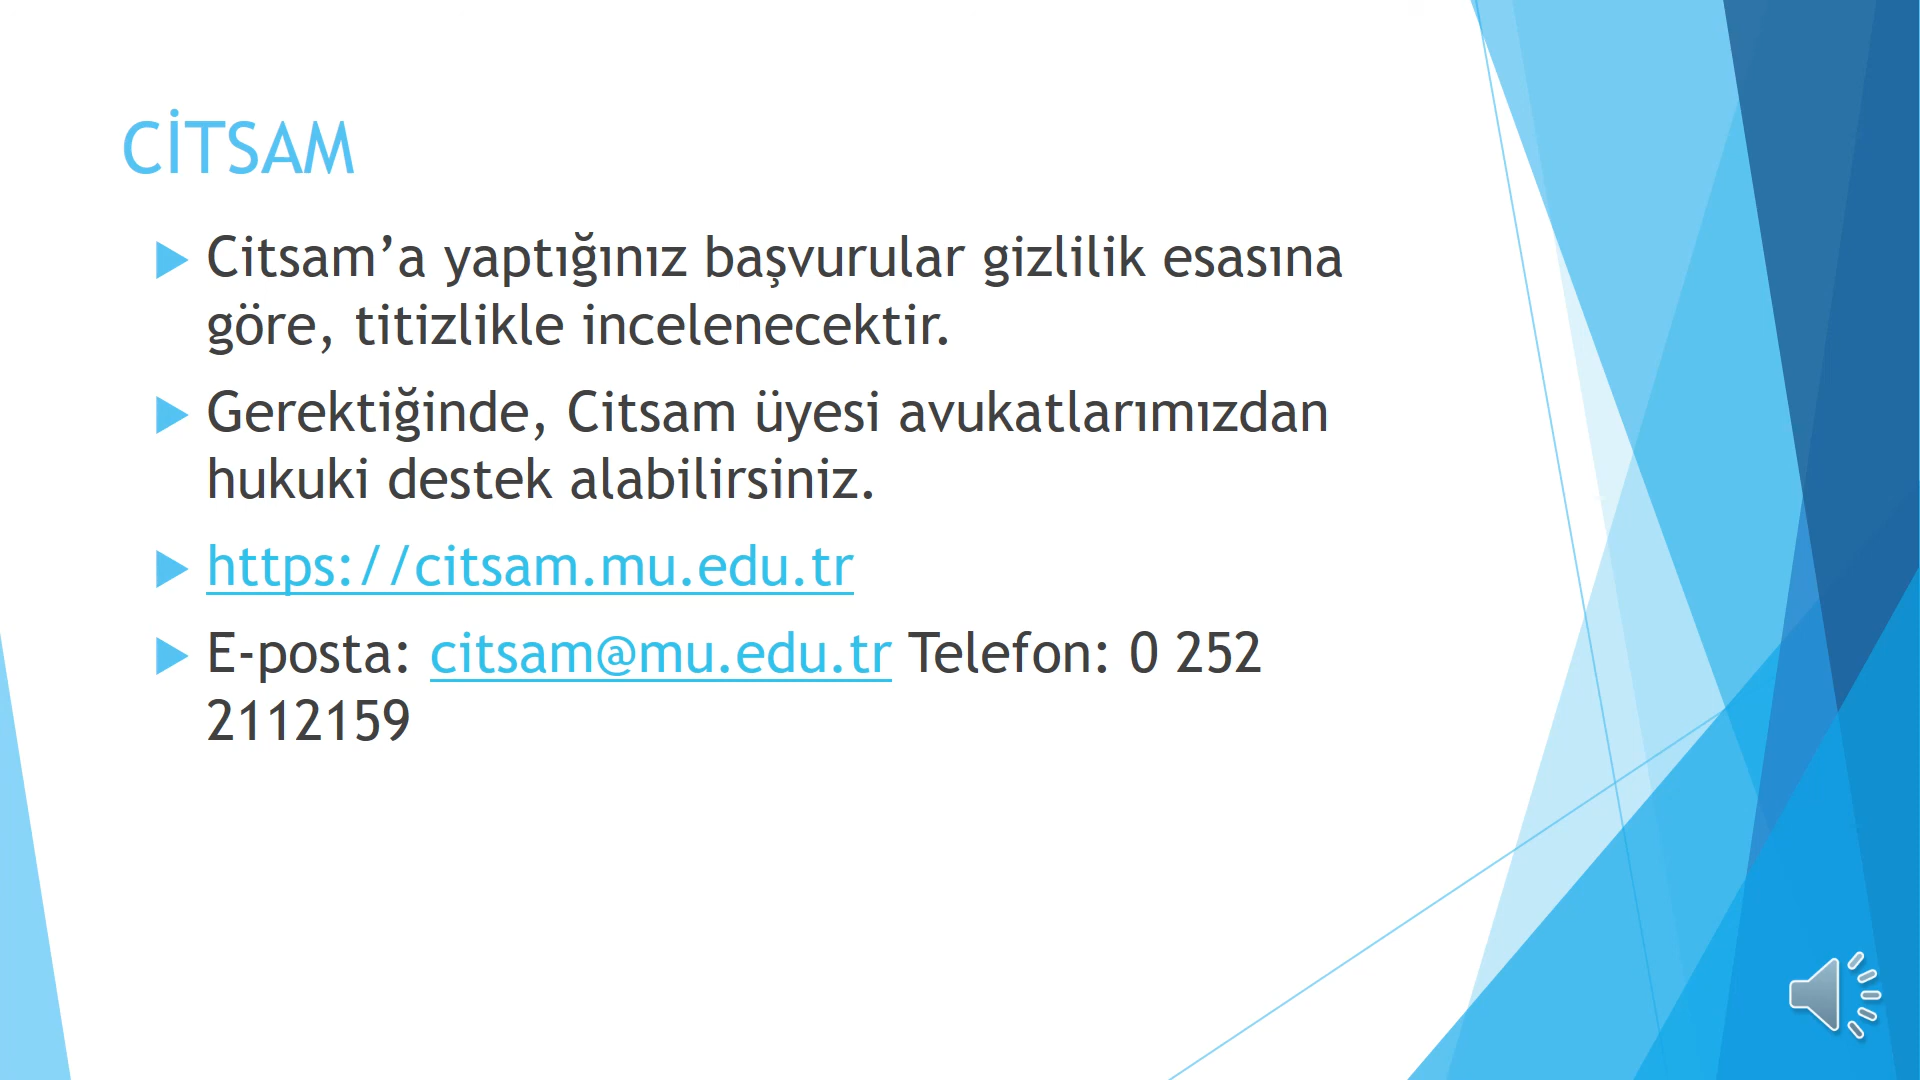 CİTSAM
Citsam’a yaptığınız başvurular gizlilik esasına
göre, titizlikle incelenecektir.
Gerektiğinde, Citsam üyesi avukatlarımızdan
hukuki destek alabilirsiniz.
https://citsam.mu.edu.tr
E-posta: citsam@mu.edu.tr Telefon: 0 252
2112159